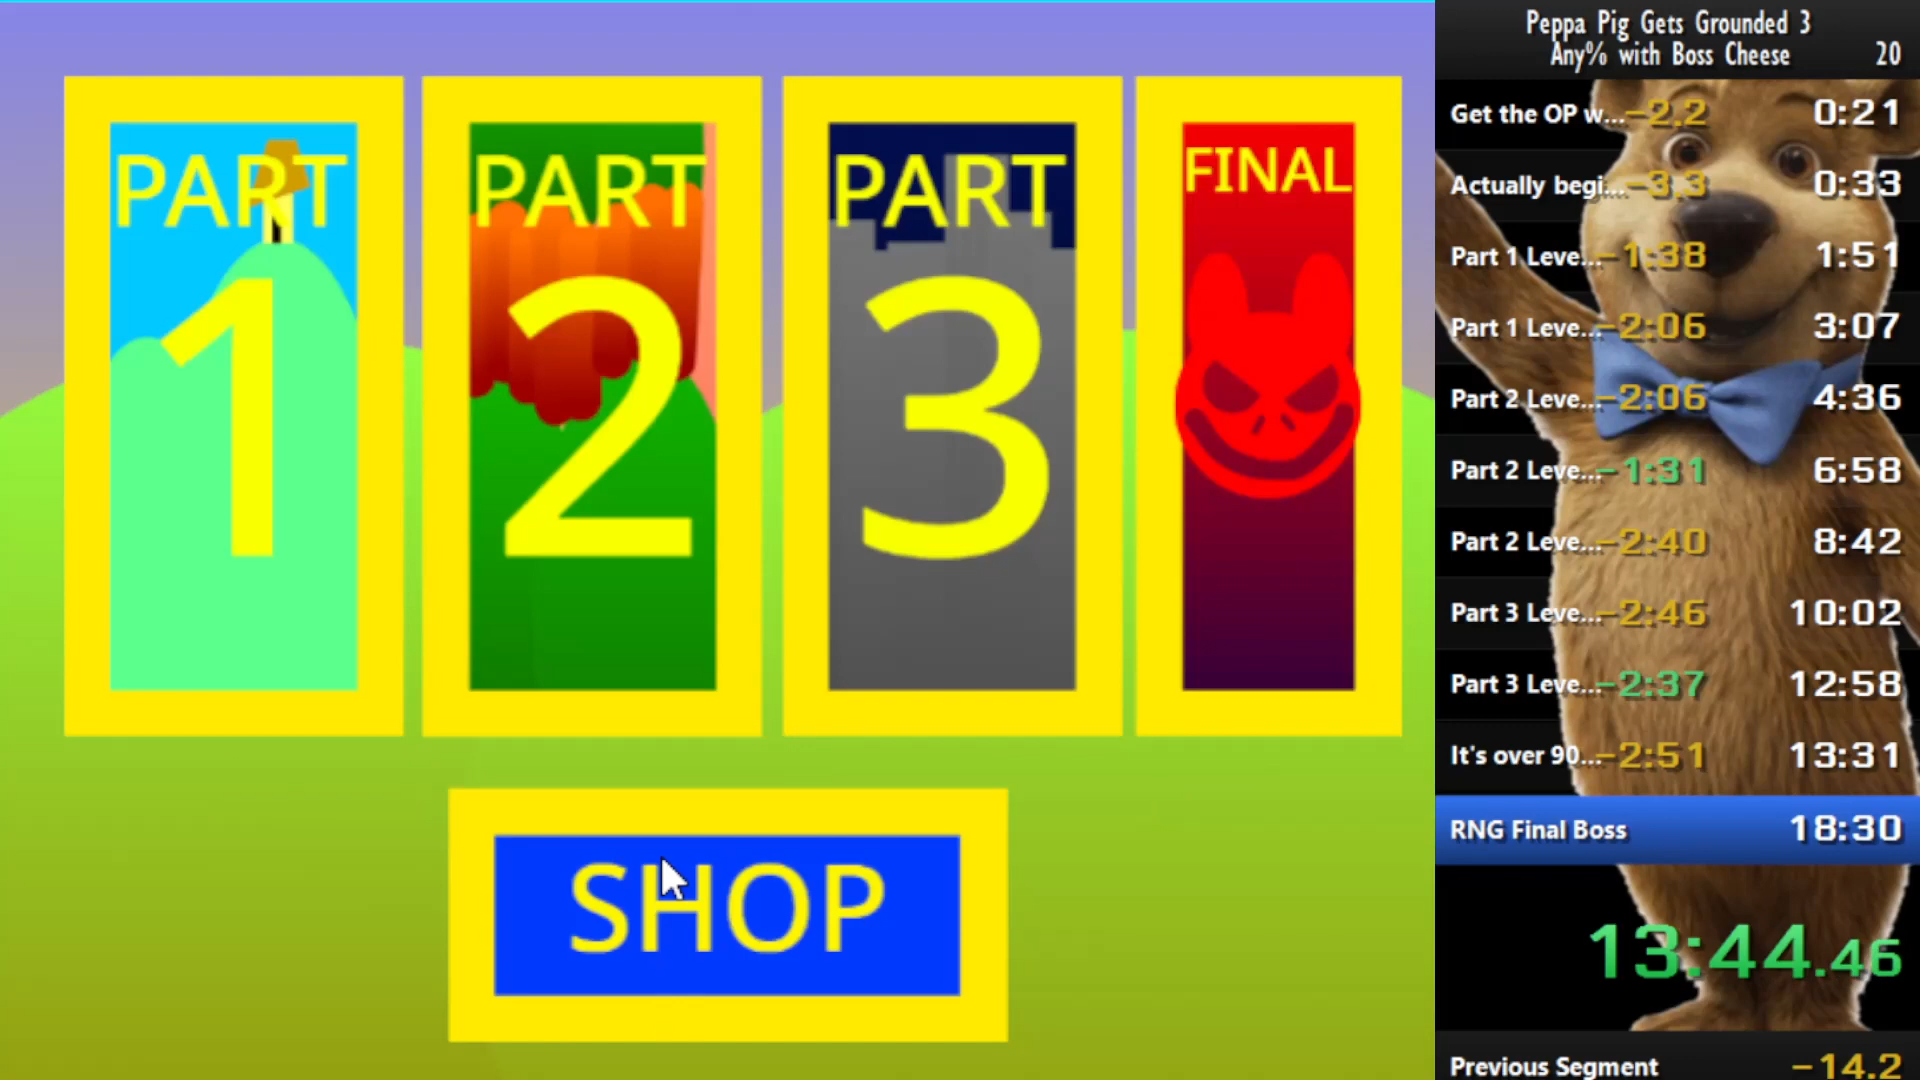 PART
1
PART
2
PART
3
FINAL
SHOP
Peppa Pig Gets Grounded 3
Any% with Boss Cheese 20
Get the OP w... −2.2 0:21
Actually begi... −3.3 0:33
Part 1 Leve... −1:38 1:51
Part 1 Leve... −2:06 3:07
Part 2 Leve... −2:06 4:36
Part 2 Leve... −1:31 6:58
Part 2 Leve... −2:40 8:42
Part 3 Leve... −2:46 10:02
Part 3 Leve... −2:37 12:58
It's over 90... −2:51 13:31
RNG Final Boss 18:30
13:44.46
Previous Segment −14.2